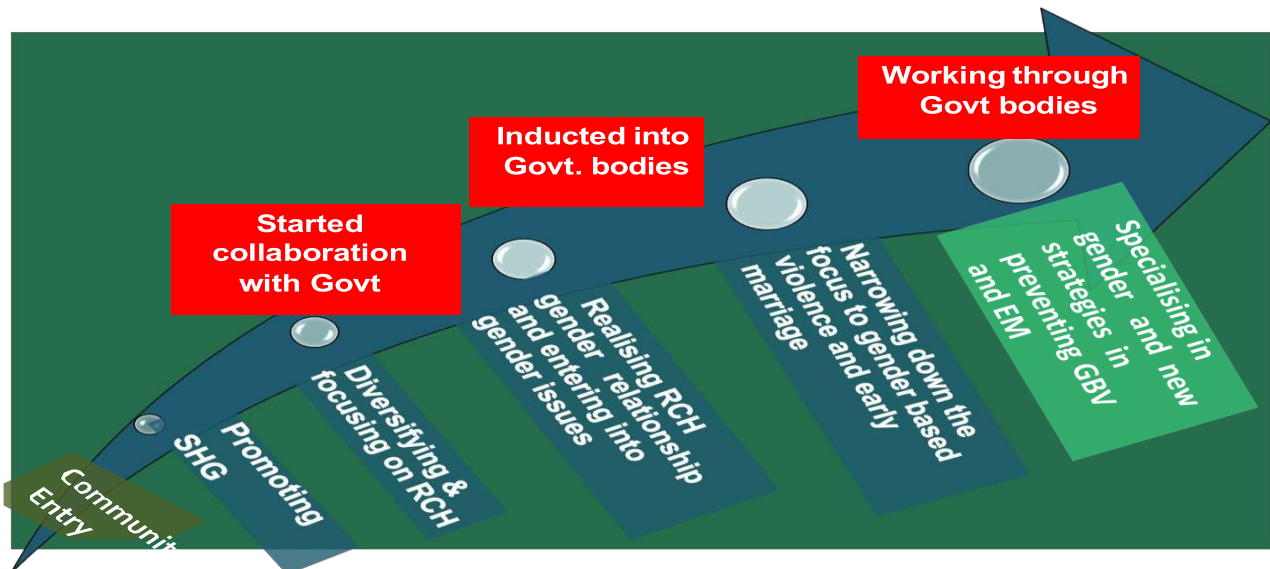 Working through
Govt bodies
Inducted into
Govt. bodies
Started
collaboration
with Govt
Communit
Entry
Promoting
SHG
Diversifying &
focusing on RCH
Realising RCH
gender relationship
and entering into
gender issues
Narrowing down the
focus to gender based
violence and early
marriage
Specialising in
gender and new
strategies in
preventing GBV
and EM